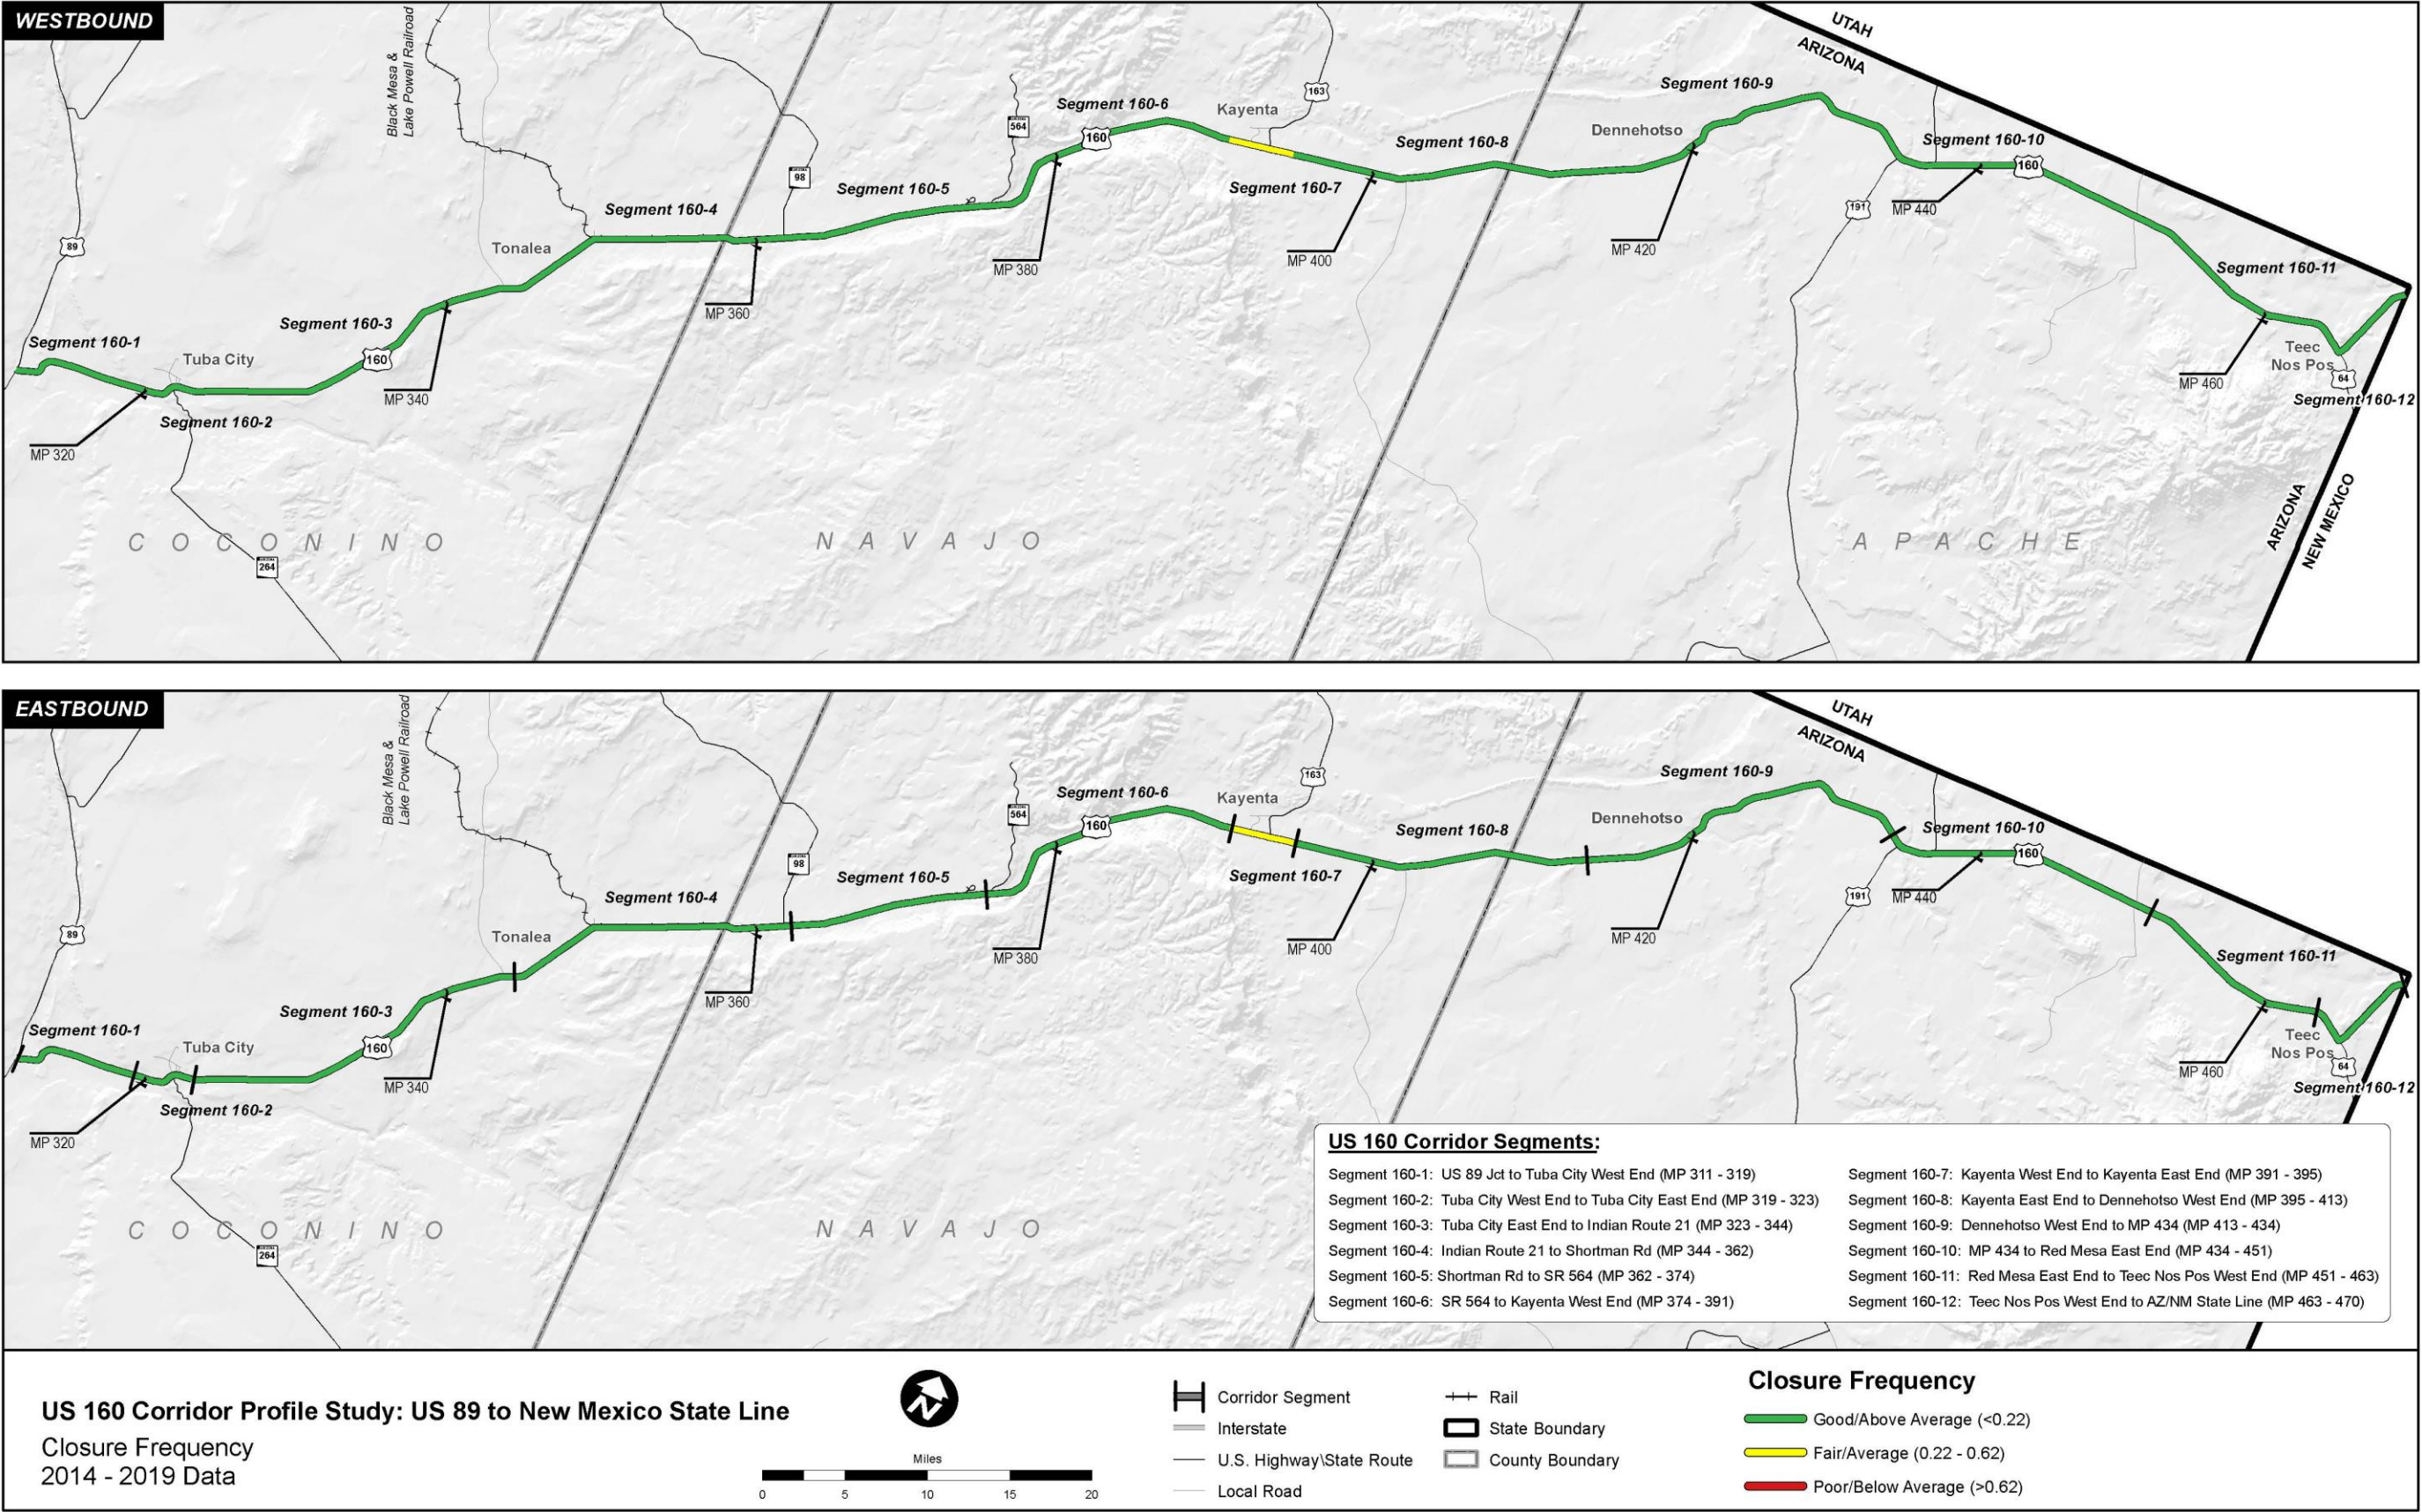 WESTBOUND
Black Mesa &
Lake Powell Railroad
UTAH
ARIZONA
Segment 160-9
163
Segment 160-6
Kayenta
564
160
Dennehotso
Segment 160-8
Segment 160-10
160
98
Segment 160-5
Segment 160-7
Segment 160-4
191
MP 440
89
Tonalea
MP 420
MP 400
MP 380
Segment 160-11
MP 360
Segment 160-3
Segment 160-1
Tuba City
160
Teec
Nos Pos
64
MP 460
MP 340
Segment 160-12
Segment 160-2
MP 320
COCONINO
NAVAJO
APACHE
ARIZONA
NEW MEXICO
264
EASTBOUND
Black Mesa &
Lake Powell Railroad
UTAH
ARIZONA
Segment 160-9
163
Segment 160-6
Kayenta
564
160
Dennehotso
Segment 160-8
Segment 160-10
160
98
Segment 160-5
Segment 160-7
Segment 160-4
191
MP 440
89
Tonalea
MP 420
MP 400
MP 380
Segment 160-11
MP 360
Segment 160-3
Segment 160-1
Tuba City
160
Teec
Nos Pos
64
MP 460
MP 340
Segment 160-12
Segment 160-2
MP 320
COCONINO
NAVAJO
264
US 160 Corridor Segments:
Segment 160-1: US 89 Jct to Tuba City West End (MP 311 - 319)
Segment 160-2: Tuba City West End to Tuba City East End (MP 319 - 323)
Segment 160-3: Tuba City East End to Indian Route 21 (MP 323 - 344)
Segment 160-4: Indian Route 21 to Shortman Rd (MP 344 - 362)
Segment 160-5: Shortman Rd to SR 564 (MP 362 - 374)
Segment 160-6: SR 564 to Kayenta West End (MP 374 - 391)
Segment 160-7: Kayenta West End to Kayenta East End (MP 391 - 395)
Segment 160-8: Kayenta East End to Dennehotso West End (MP 395 - 413)
Segment 160-9: Dennehotso West End to MP 434 (MP 413 - 434)
Segment 160-10: MP 434 to Red Mesa East End (MP 434 - 451)
Segment 160-11: Red Mesa East End to Teec Nos Pos West End (MP 451 - 463)
Segment 160-12: Teec Nos Pos West End to AZ/NM State Line (MP 463 - 470)
US 160 Corridor Profile Study: US 89 to New Mexico State Line
Closure Frequency
2014 - 2019 Data
N
Miles
0 5 10 15 20
Corridor Segment
Interstate
U.S. Highway\State Route
Local Road
Rail
State Boundary
County Boundary
Closure Frequency
Good/Above Average (<0.22)
Fair/Average (0.22 - 0.62)
Poor/Below Average (>0.62)